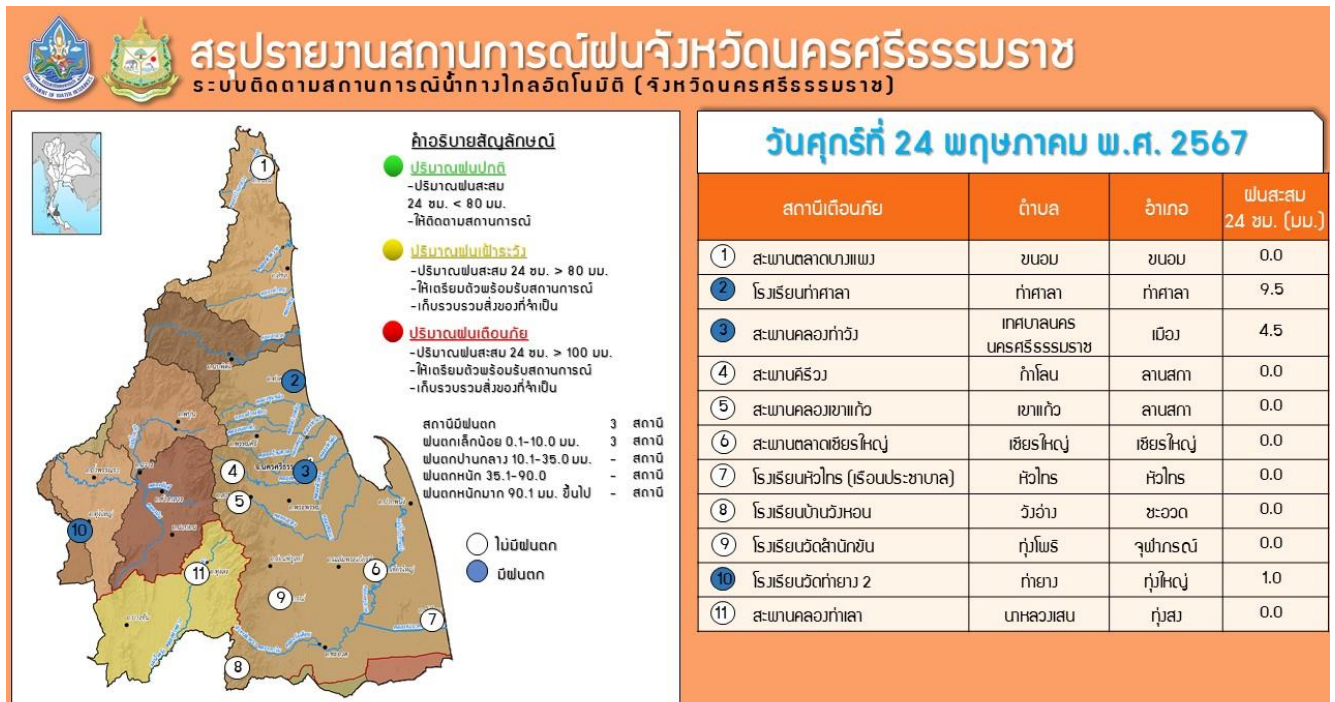 สรุปรายงานสถานการณ์ฝนจังหวัดนครศรีธรรมราช
ระบบติดตามสถานการณ์น้ำทางไกลอัตโนมัติ (จังหวัดนครศรีธรรมราช)
คำอธิบายสัญลักษณ์
ปริมาณฝนปกติ
-ปริมาณฝนสะสม
24 ชม. < 80 มม.
-ให้ติดตามสถานการณ์
ปริมาณฝนเฝ้าระวัง
-ปริมาณฝนสะสม 24 ชม. > 80 มม.
-ให้เตรียมตัวพร้อมรับสถานการณ์
-เก็บรวบรวมสิ่งของที่จำเป็น
ปริมาณฝนเตือนภัย
-ปริมาณฝนสะสม 24 ชม. > 100 มม.
-ให้เตรียมตัวพร้อมรับสถานการณ์
-เก็บรวบรวมสิ่งของที่จำเป็น
สถานีมีฝนตก 3 สถานี
ฝนตกเล็กน้อย 0.1-10.0 มม. 3 สถานี
ฝนตกปานกลาง 10.1-35.0 มม. - สถานี
ฝนตกหนัก 35.1-90.0 - สถานี
ฝนตกหนักมาก 90.1 มม. ขึ้นไป - สถานี
ไม่มีฝนตก
มีฝนตก
1
2
3
4
5
6
7
8
9
10
11
วันศุกร์ที่ 24 พฤษภาคม พ.ศ. 2567
สถานีเตือนภัย ตำบล อำเภอ ฝนสะสม
24 ชม. (มม.)
1 สะพานตลาดบางแพง ขนอม ขนอม 0.0
2 โรงเรียนท่าศาลา ท่าศาลา ท่าศาลา 9.5
3 สะพานคลองท่าวัง เทศบาลนคร
นครศรีธรรมราช เมือง 4.5
4 สะพานคีรีวง กำโลน ลานสกา 0.0
5 สะพานคลองเขาแก้ว เขาแก้ว ลานสกา 0.0
6 สะพานตลาดเชียรใหญ่ เชียรใหญ่ เชียรใหญ่ 0.0
7 โรงเรียนหัวไทร (เรือนประชาบาล) หัวไทร หัวไทร 0.0
8 โรงเรียนบ้านวังหอน วังอ่าง ชะอวด 0.0
9 โรงเรียนวัดสำนักขัน ทุ่งโพธิ จุฬาภรณ์ 0.0
10 โรงเรียนวัดท่ายาง 2 ท่ายาง ทุ่งใหญ่ 1.0
11 สะพานคลองท่าเลา นาหลวงเสน ทุ่งสง 0.0